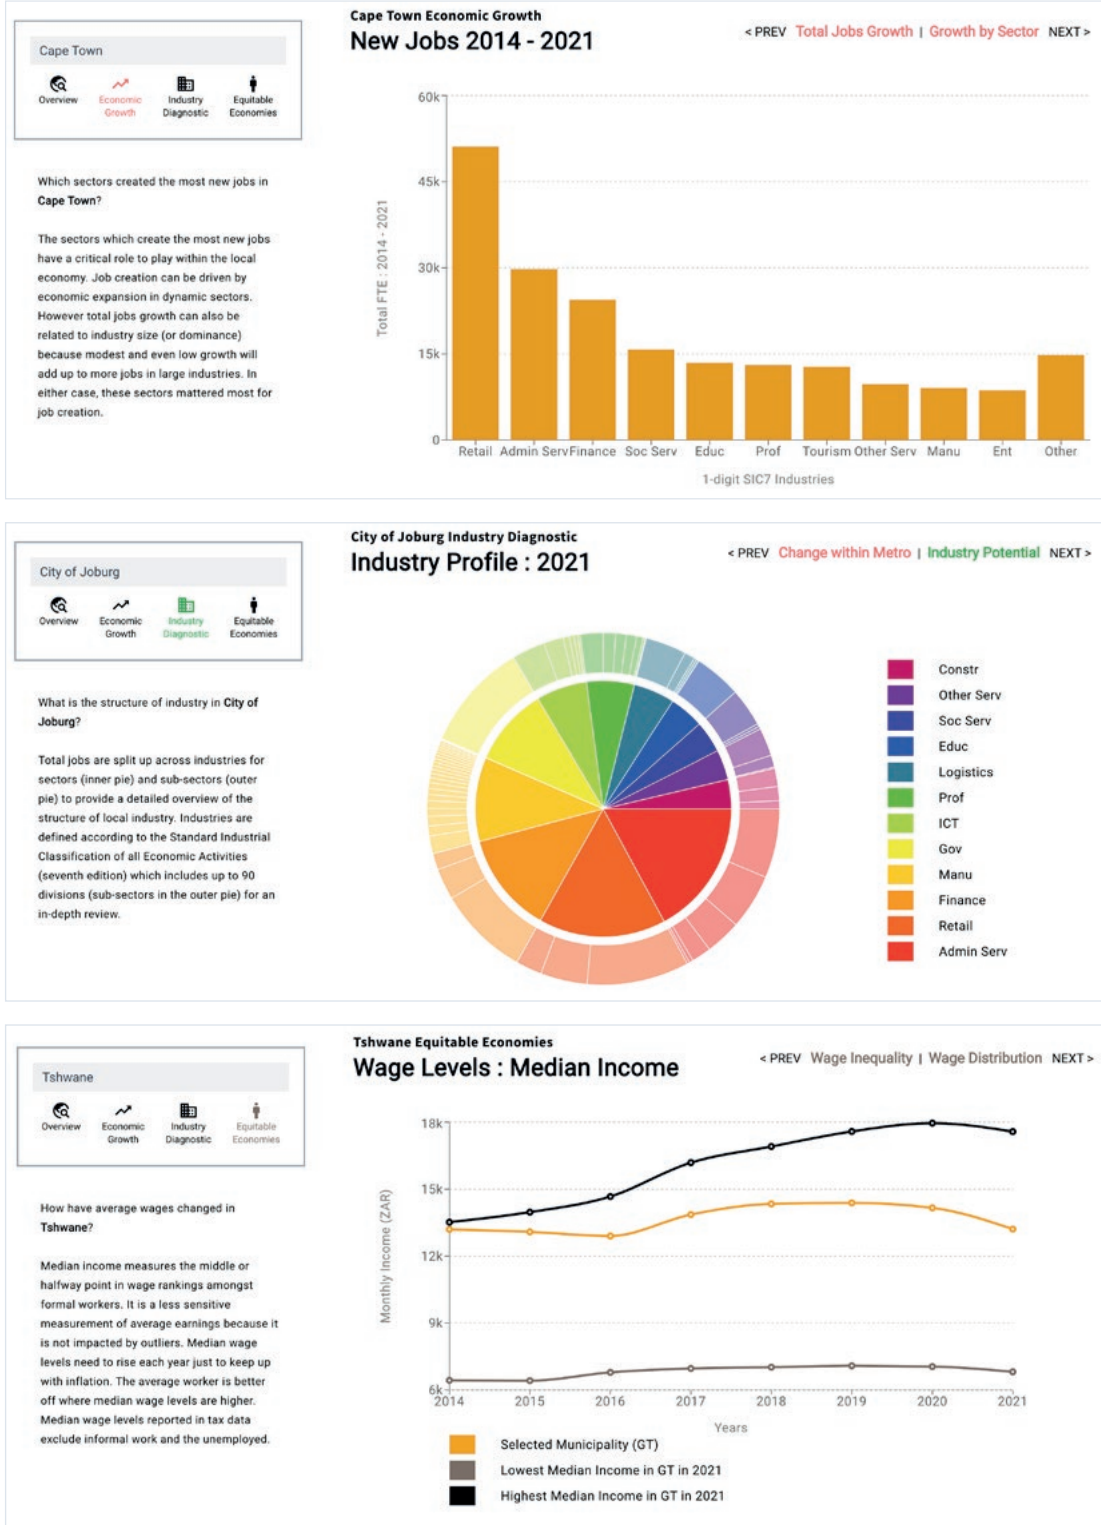 Cape Town
Overview
Economic
Growth
Industry
Diagnostic
Equitable
Economies
Which sectors created the most new jobs in
Cape Town?
The sectors which create the most new jobs
have a critical role to play within the local
economy. Job creation can be driven by
economic expansion in dynamic sectors.
However total jobs growth can also be
related to industry size (or dominance)
because modest and even low growth will
add up to more jobs in large industries. In
either case, these sectors mattered most for
job creation.
Cape Town Economic Growth
New Jobs 2014 - 2021
< PREV Total Jobs Growth | Growth by Sector NEXT >
60k
45k
30k
15k
0
Total FTE : 2014 - 2021
Retail Admin Serv Finance Soc Serv Educ Prof Tourism Other Serv Manu Ent Other
1-digit SIC7 Industries
City of Joburg
Overview
Economic
Growth
Industry
Diagnostic
Equitable
Economies
What is the structure of industry in City of
Joburg?
Total jobs are split up across industries for
sectors (inner pie) and sub-sectors (outer
pie) to provide a detailed overview of the
structure of local industry. Industries are
defined according to the Standard Industrial
Classification of all Economic Activities
(seventh edition) which includes up to 90
divisions (sub-sectors in the outer pie) for an
in-depth review.
City of Joburg Industry Diagnostic
Industry Profile : 2021
< PREV Change within Metro | Industry Potential NEXT >
Constr
Other Serv
Soc Serv
Educ
Logistics
Prof
ICT
Gov
Manu
Finance
Retail
Admin Serv
Tshwane
Overview
Economic
Growth
Industry
Diagnostic
Equitable
Economies
How have average wages changed in
Tshwane?
Median income measures the middle or
halfway point in wage rankings amongst
formal workers. It is a less sensitive
measurement of average earnings because it
is not impacted by outliers. Median wage
levels need to rise each year just to keep up
with inflation. The average worker is better
off where median wage levels are higher.
Median wage levels reported in tax data
exclude informal work and the unemployed.
Tshwane Equitable Economies
Wage Levels : Median Income
< PREV Wage Inequality | Wage Distribution NEXT >
18k
15k
12k
9k
6k
Monthly Income (ZAR)
2014 2015 2016 2017 2018 2019 2020 2021
Years
Selected Municipality (GT)
Lowest Median Income in GT in 2021
Highest Median Income in GT in 2021